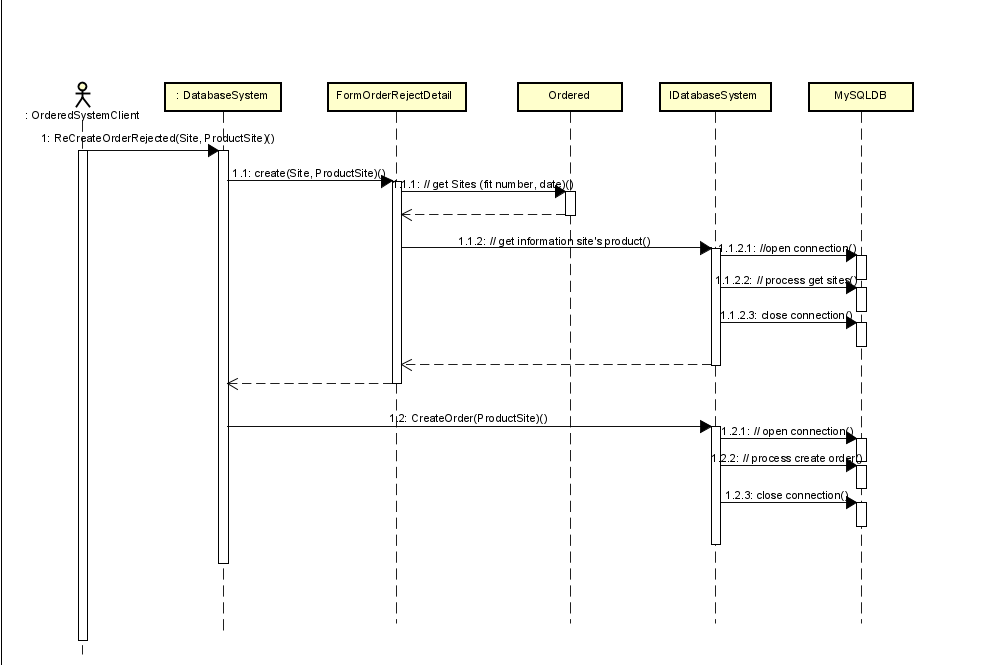 : DatabaseSystem
FormOrderRejectDetail
Ordered
IDatabaseSystem
MySQLDB
: OrderedSystemClient
1: ReCreateOrderRejected(Site, ProductSite)()
1.1: create(Site, ProductSite)()
1.1.1: // get Sites (fit number, date)()
1.1.2: // get information site's product()
1.1.2.1: //open connection()
1.1.2.2: // process get sites()
1.1.2.3: close connection()
1.2: CreateOrder(ProductSite)()
1.2.1: // open connection()
1.2.2: // process create order()
1.2.3: close connection()